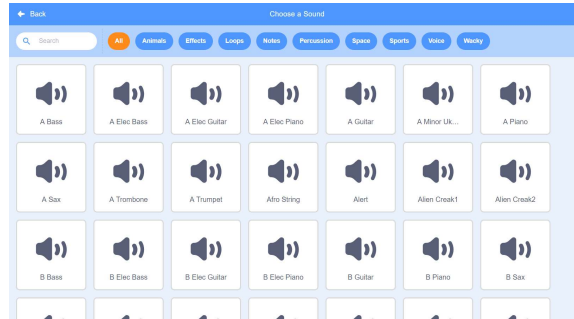 Back Choose a Sound
Search All Animals Effects Loops Notes Percussion Space Sports Voice Wacky
A Bass A Elec Bass A Elec Guitar A Elec Piano A Guitar A Minor Uk... A Piano
A Sax A Trombone A Trumpet Afro String Alert Alien Creak1 Alien Creak2
B Bass B Elec Bass B Elec Guitar B Elec Piano B Guitar B Piano B Sax